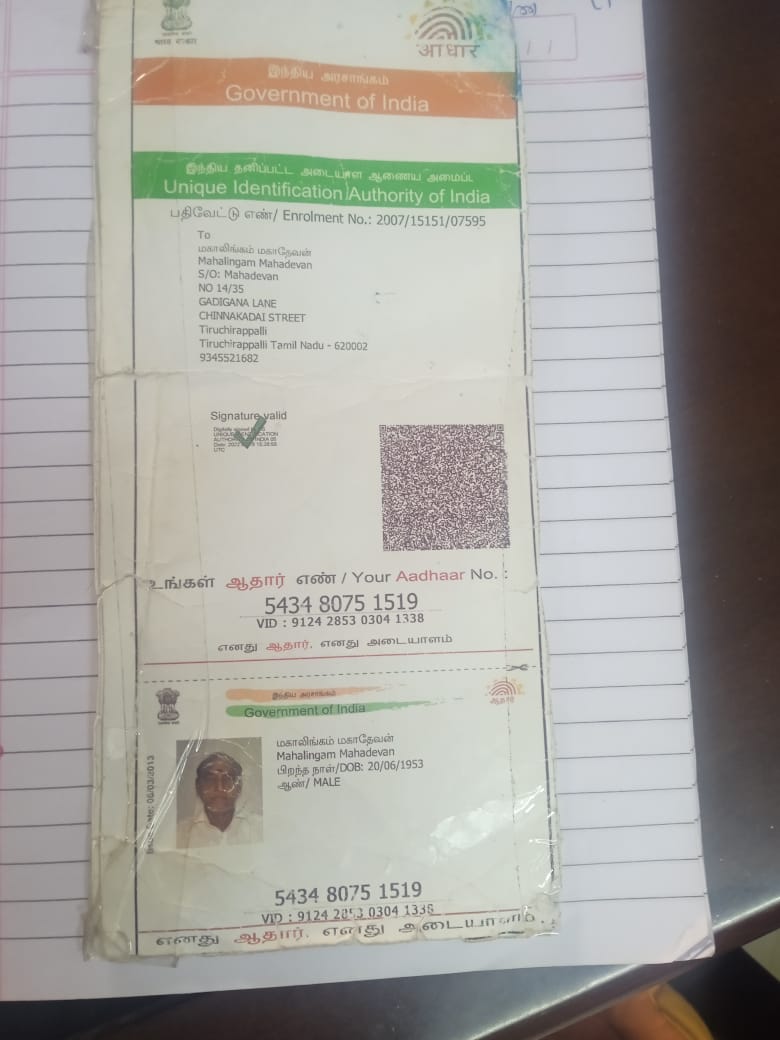 भारत सरकार
आधार
இந்திய அரசாங்கம்
Government of India
இந்திய தனிப்பட்ட அடையாள ஆணைய அமைப்பு
Unique Identification Authority of India
பதிவேட்டு எண்/ Enrolment No.: 2007/15151/07595
To
மகாலிங்கம் மகாதேவன்
Mahalingam Mahadevan
S/O: Mahadevan
NO 14/35
GADIGANA LANE
CHINNAKADAI STREET
Tiruchirappalli
Tiruchirappalli Tamil Nadu - 620002
9345521682
Signature valid
உங்கள் ஆதார் எண் / Your Aadhaar No. :
5434 8075 1519
VID : 9124 2853 0304 1338
எனது ஆதார், எனது அடையாளம்
இந்திய அரசாங்கம்
Government of India
ஆதார்
மகாலிங்கம் மகாதேவன்
Mahalingam Mahadevan
பிறந்த நாள்/DOB: 20/06/1953
ஆண்/ MALE
5434 8075 1519
VID : 9124 2853 0304 1338
எனது ஆதார், எனது அடையாளம்